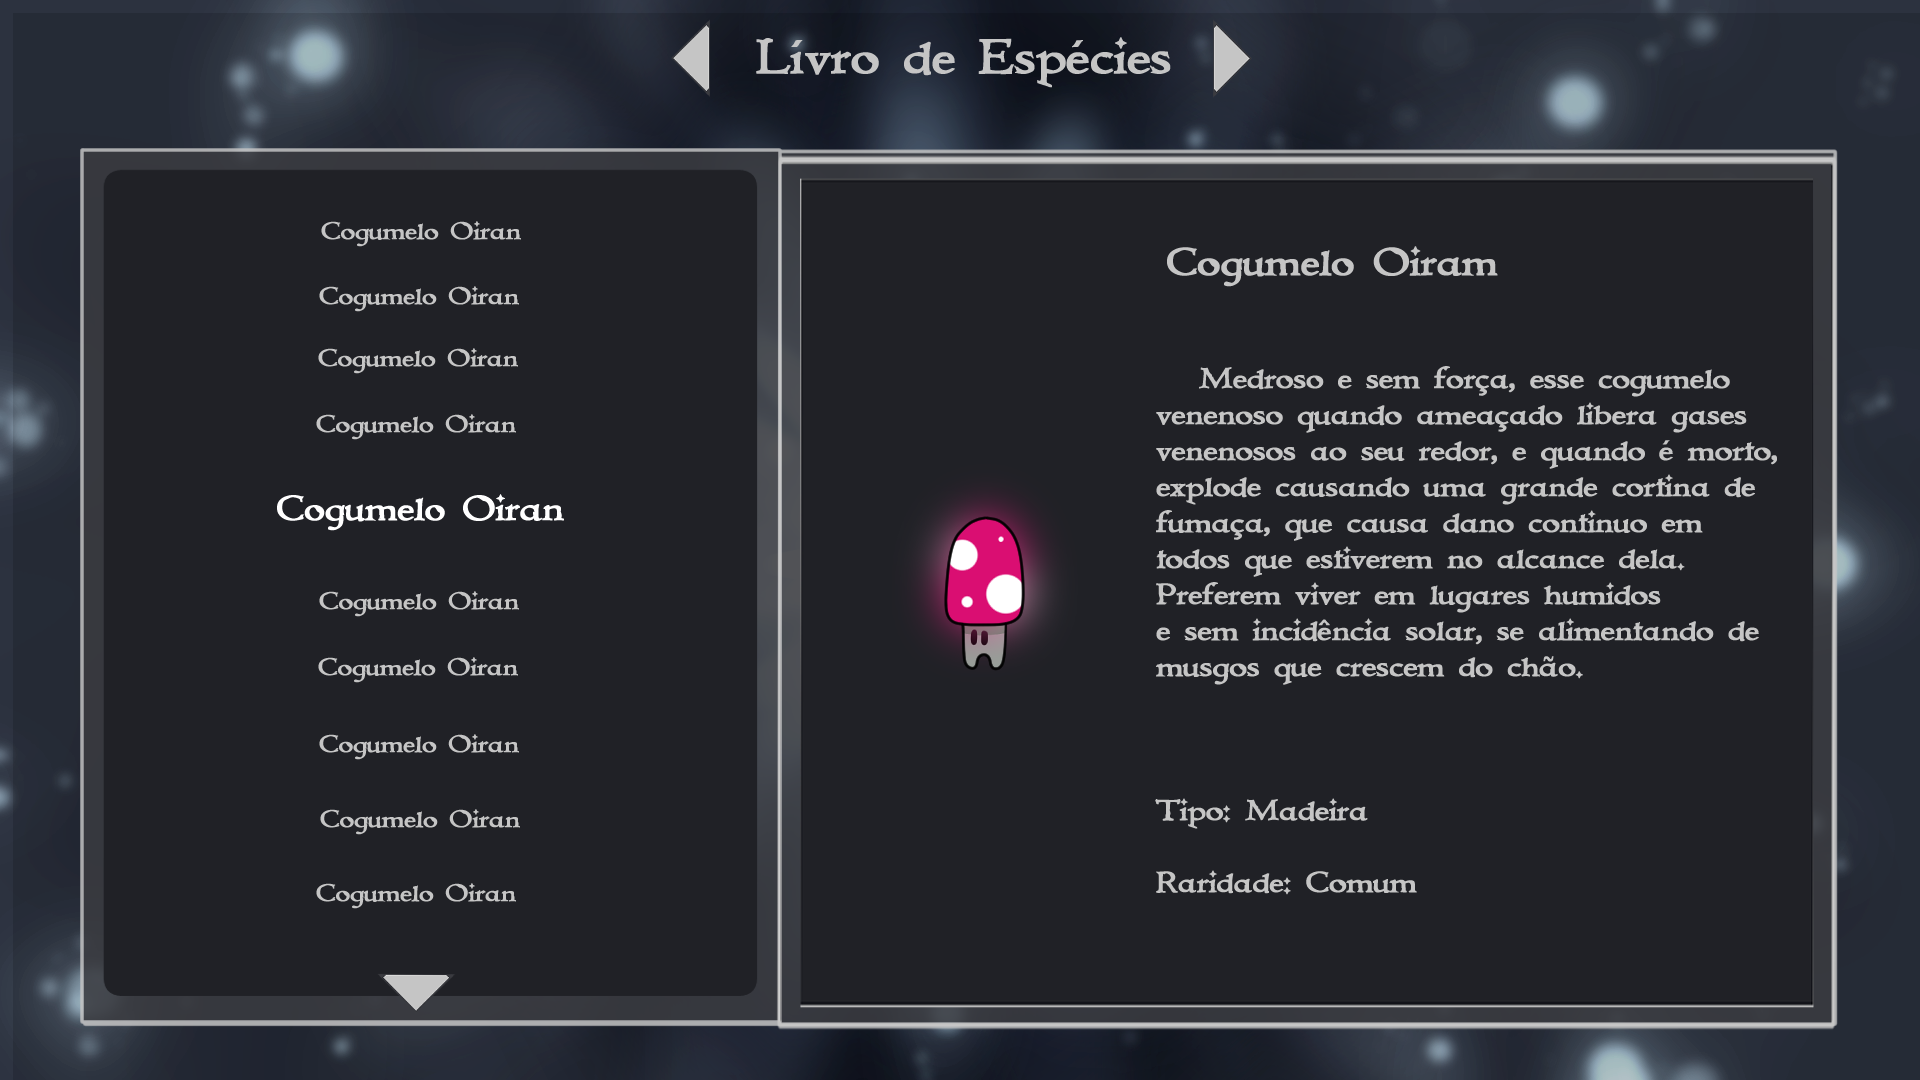 Livro de Espécies
Cogumelo Oiran
Cogumelo Oiran
Cogumelo Oiran
Cogumelo Oiran
Cogumelo Oiran
Cogumelo Oiran
Cogumelo Oiran
Cogumelo Oiran
Cogumelo Oiran
Cogumelo Oiran
Cogumelo Oiram
Medroso e sem força, esse cogumelo
venenoso quando ameaçado libera gases
venenosos ao seu redor, e quando é morto,
explode causando uma grande cortina de
fumaça, que causa dano continuo em
todos que estiverem no alcance dela.
Preferem viver em lugares humidos
e sem incidência solar, se alimentando de
musgos que crescem do chão.
Tipo: Madeira
Raridade: Comum